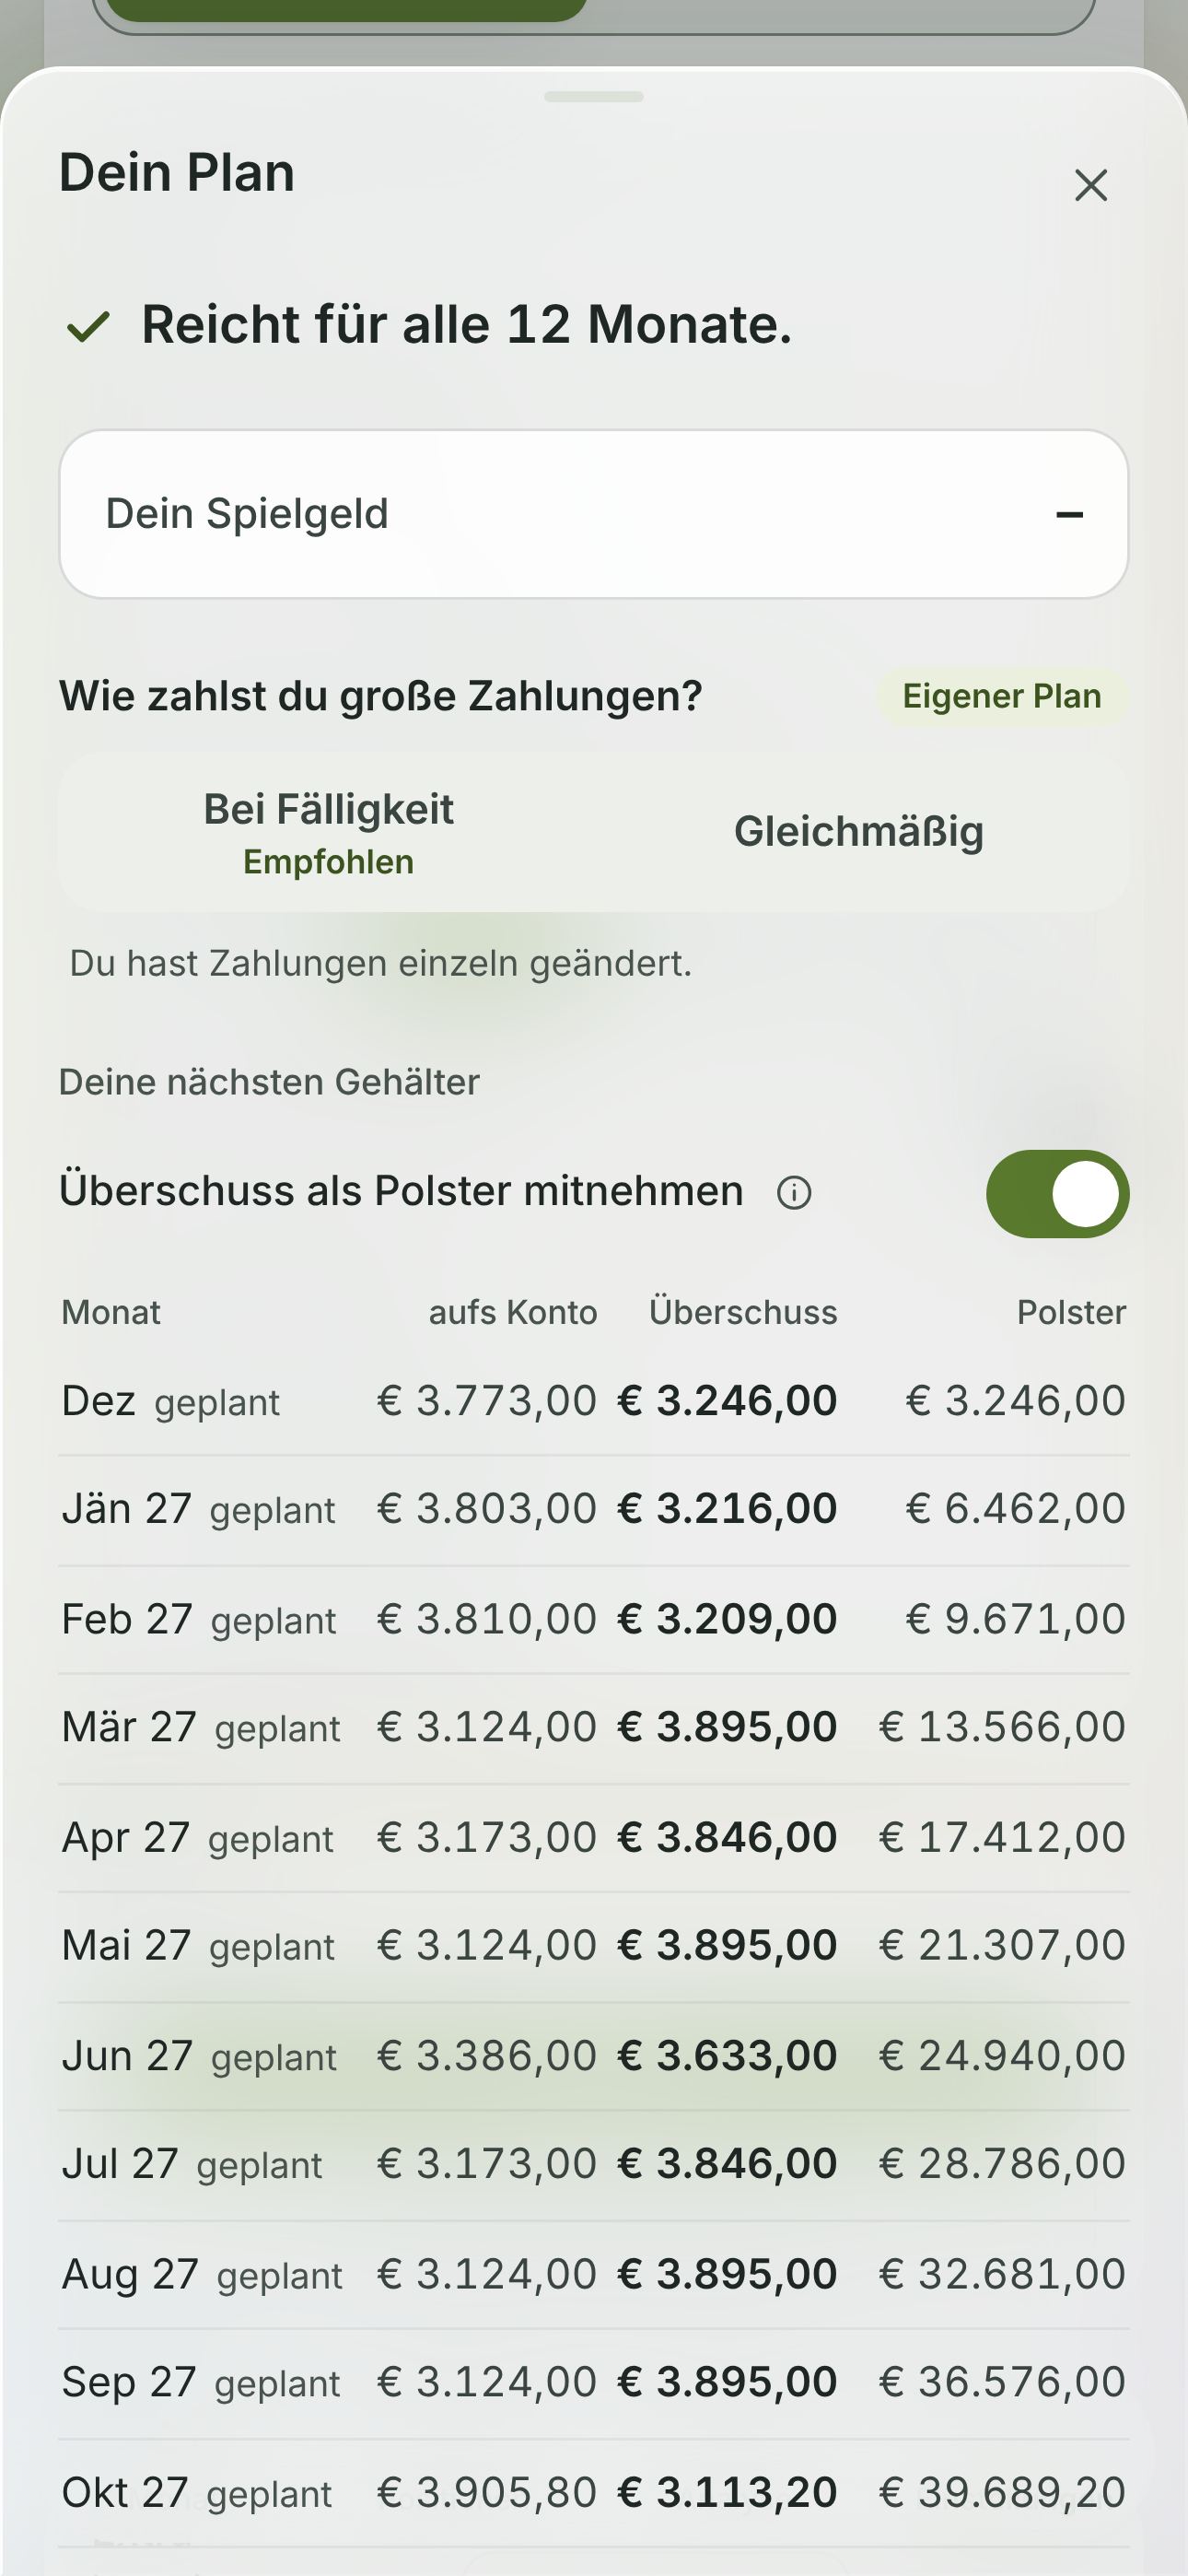 Dein Plan
Reicht für alle 12 Monate.
Dein Spielgeld –
Wie zahlst du große Zahlungen? Eigener Plan
Bei Fälligkeit Gleichmäßig
Empfohlen
Du hast Zahlungen einzeln geändert.
Deine nächsten Gehälter
Überschuss als Polster mitnehmen
Monat aufs Konto Überschuss Polster
Dez geplant € 3.773,00 € 3.246,00 € 3.246,00
Jän 27 geplant € 3.803,00 € 3.216,00 € 6.462,00
Feb 27 geplant € 3.810,00 € 3.209,00 € 9.671,00
Mär 27 geplant € 3.124,00 € 3.895,00 € 13.566,00
Apr 27 geplant € 3.173,00 € 3.846,00 € 17.412,00
Mai 27 geplant € 3.124,00 € 3.895,00 € 21.307,00
Jun 27 geplant € 3.386,00 € 3.633,00 € 24.940,00
Jul 27 geplant € 3.173,00 € 3.846,00 € 28.786,00
Aug 27 geplant € 3.124,00 € 3.895,00 € 32.681,00
Sep 27 geplant € 3.124,00 € 3.895,00 € 36.576,00
Okt 27 geplant € 3.905,80 € 3.113,20 € 39.689,20